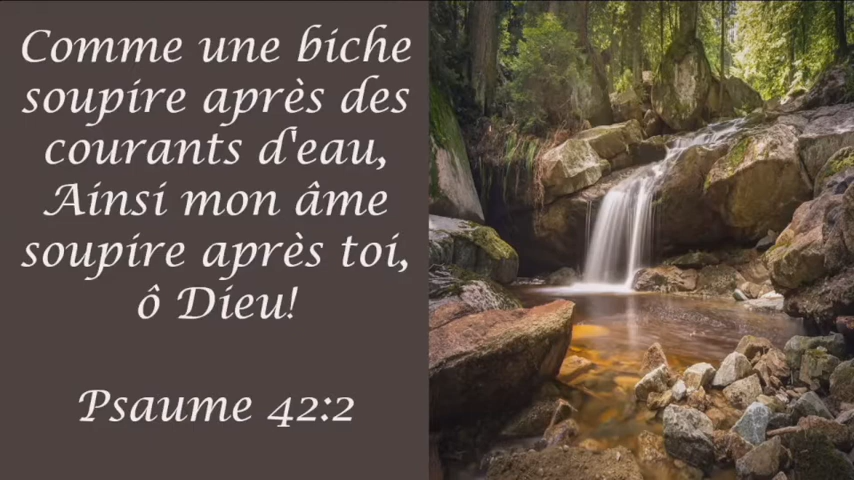 Comme une biche
soupire après des
courants d'eau,
Ainsi mon âme
soupire après toi,
ô Dieu!
Psaume 42:2